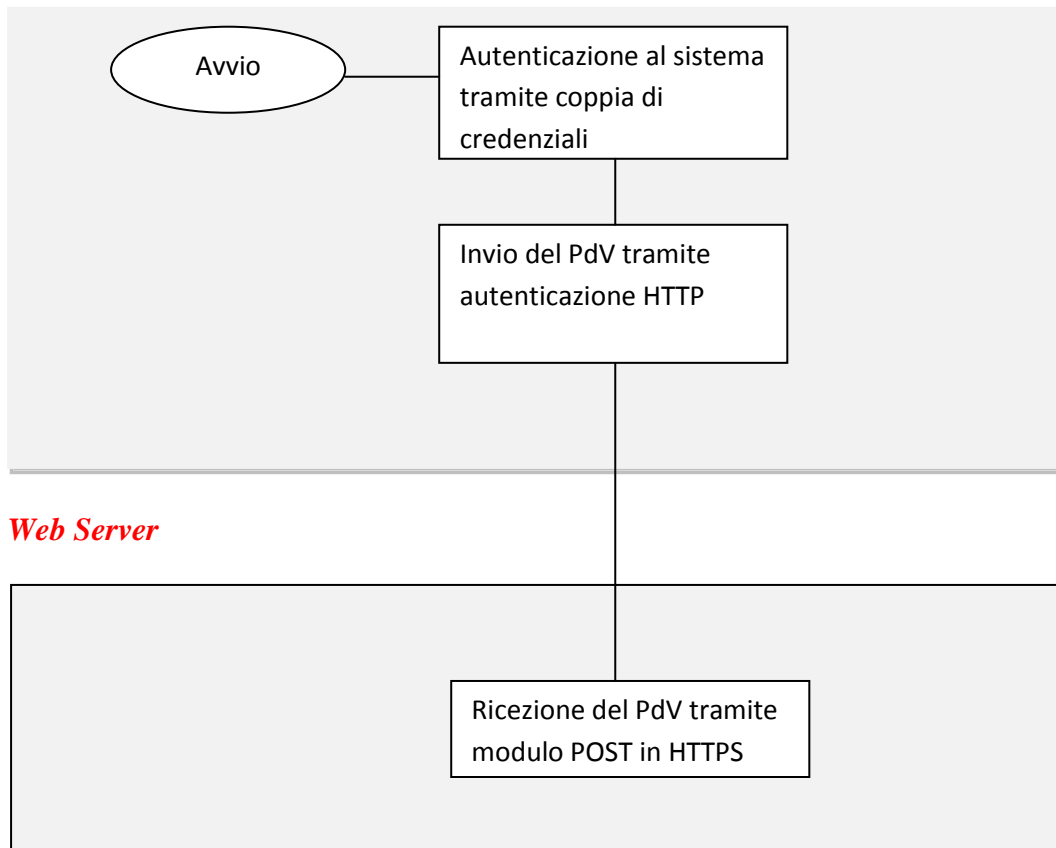 Avvio
Autenticazione al sistema
tramite coppia di
credenziali
Invio del PdV tramite
autenticazione HTTP
Web Server
Ricezione del PdV tramite
modulo POST in HTTPS